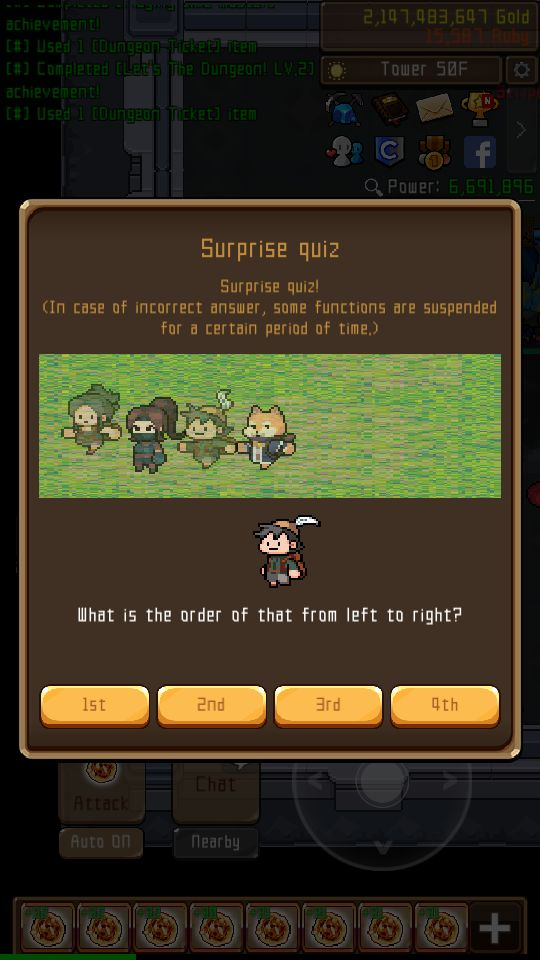 achievement!
[#] Used 1 [Dungeon Ticket] item
[#] Completed [Let's The Dungeon! LV.2]
achievement!
[#] Used 1 [Dungeon Ticket] item
2,147,483,647 Gold
15,587 Ruby
Tower 50F
N
Power: 6,691,896
Surprise quiz
Surprise quiz!
(In case of incorrect answer, some functions are suspended
for a certain period of time.)
What is the order of that from left to right?
1st 2nd 3rd 4th
Attack Chat
Auto ON Nearby